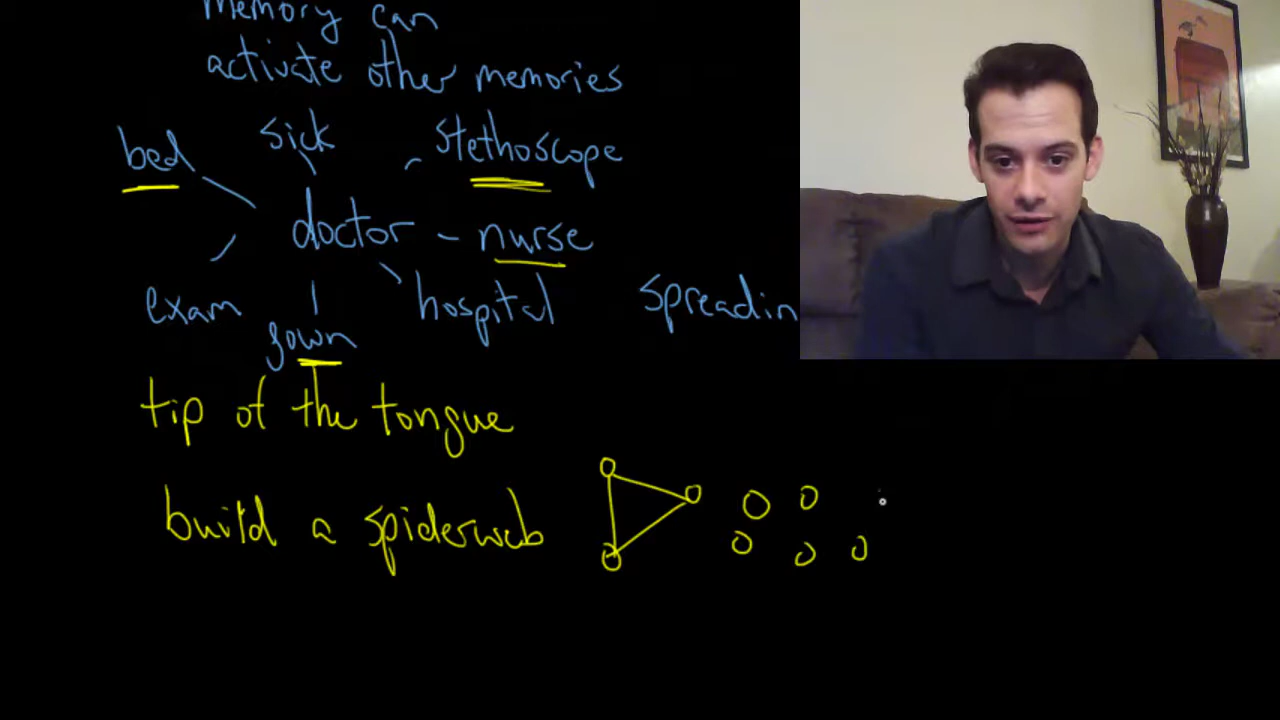 memory can
activate other memories
bed sick stethoscope
doctor - nurse
exam gown hospital spreadin
tip of the tongue
build a spiderweb